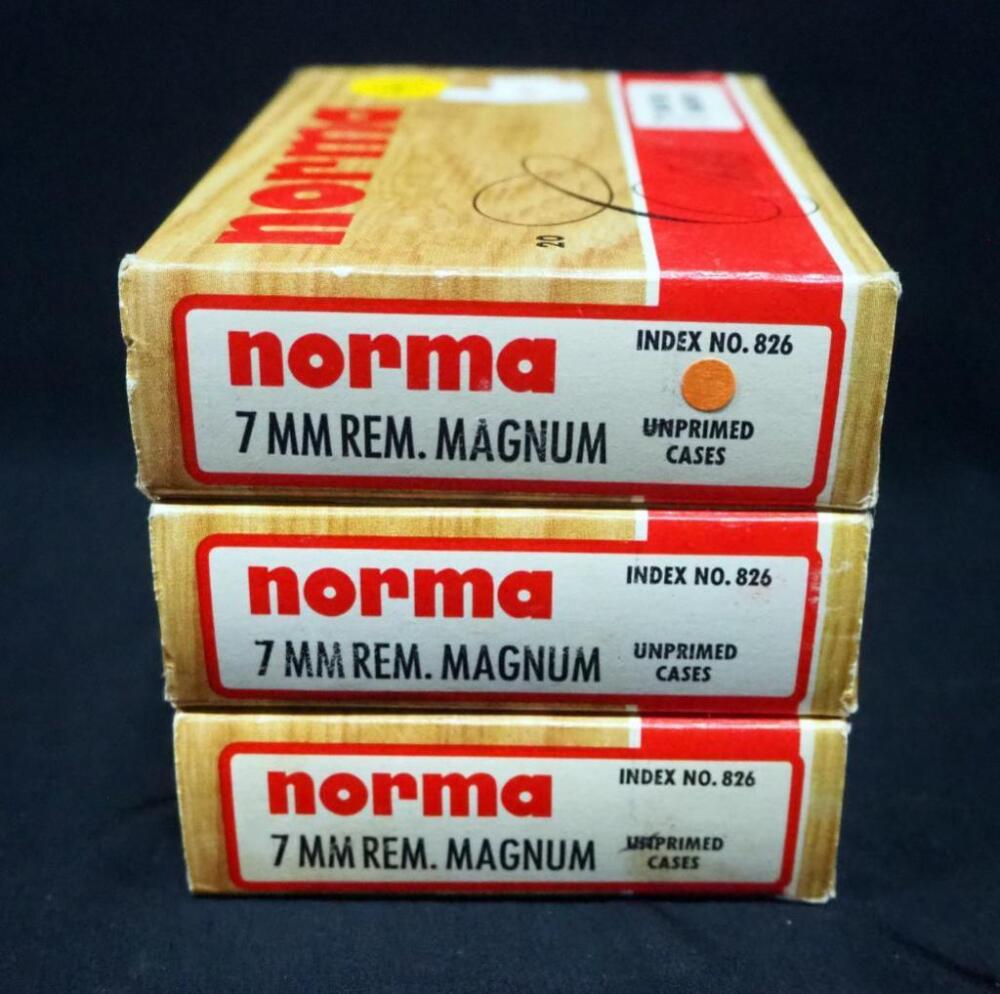 norma
20
norma
INDEX NO. 826
7 MM REM. MAGNUM
UNPRIMED
CASES
norma
INDEX NO. 826
7 MM REM. MAGNUM
UNPRIMED
CASES
norma
INDEX NO. 826
7 MM REM. MAGNUM
UNPRIMED
CASES